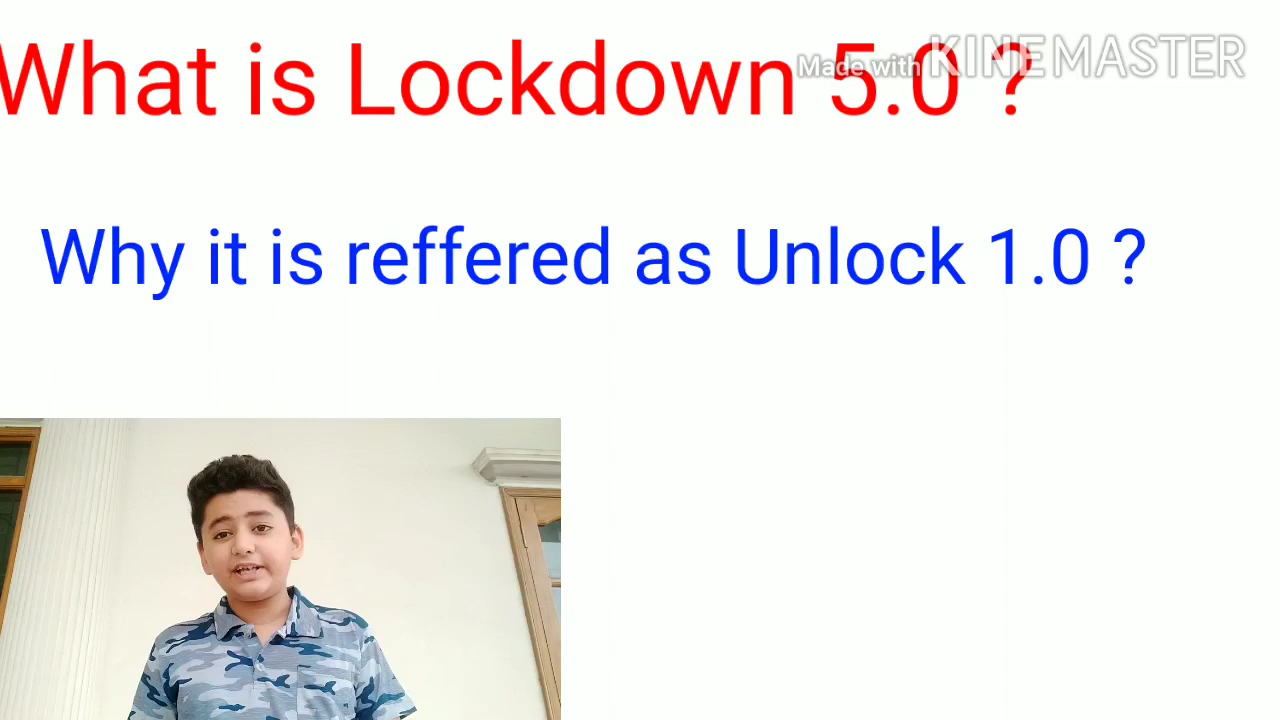 What is Lockdown 5.0 ?
Made with KINEMASTER
Why it is reffered as Unlock 1.0 ?